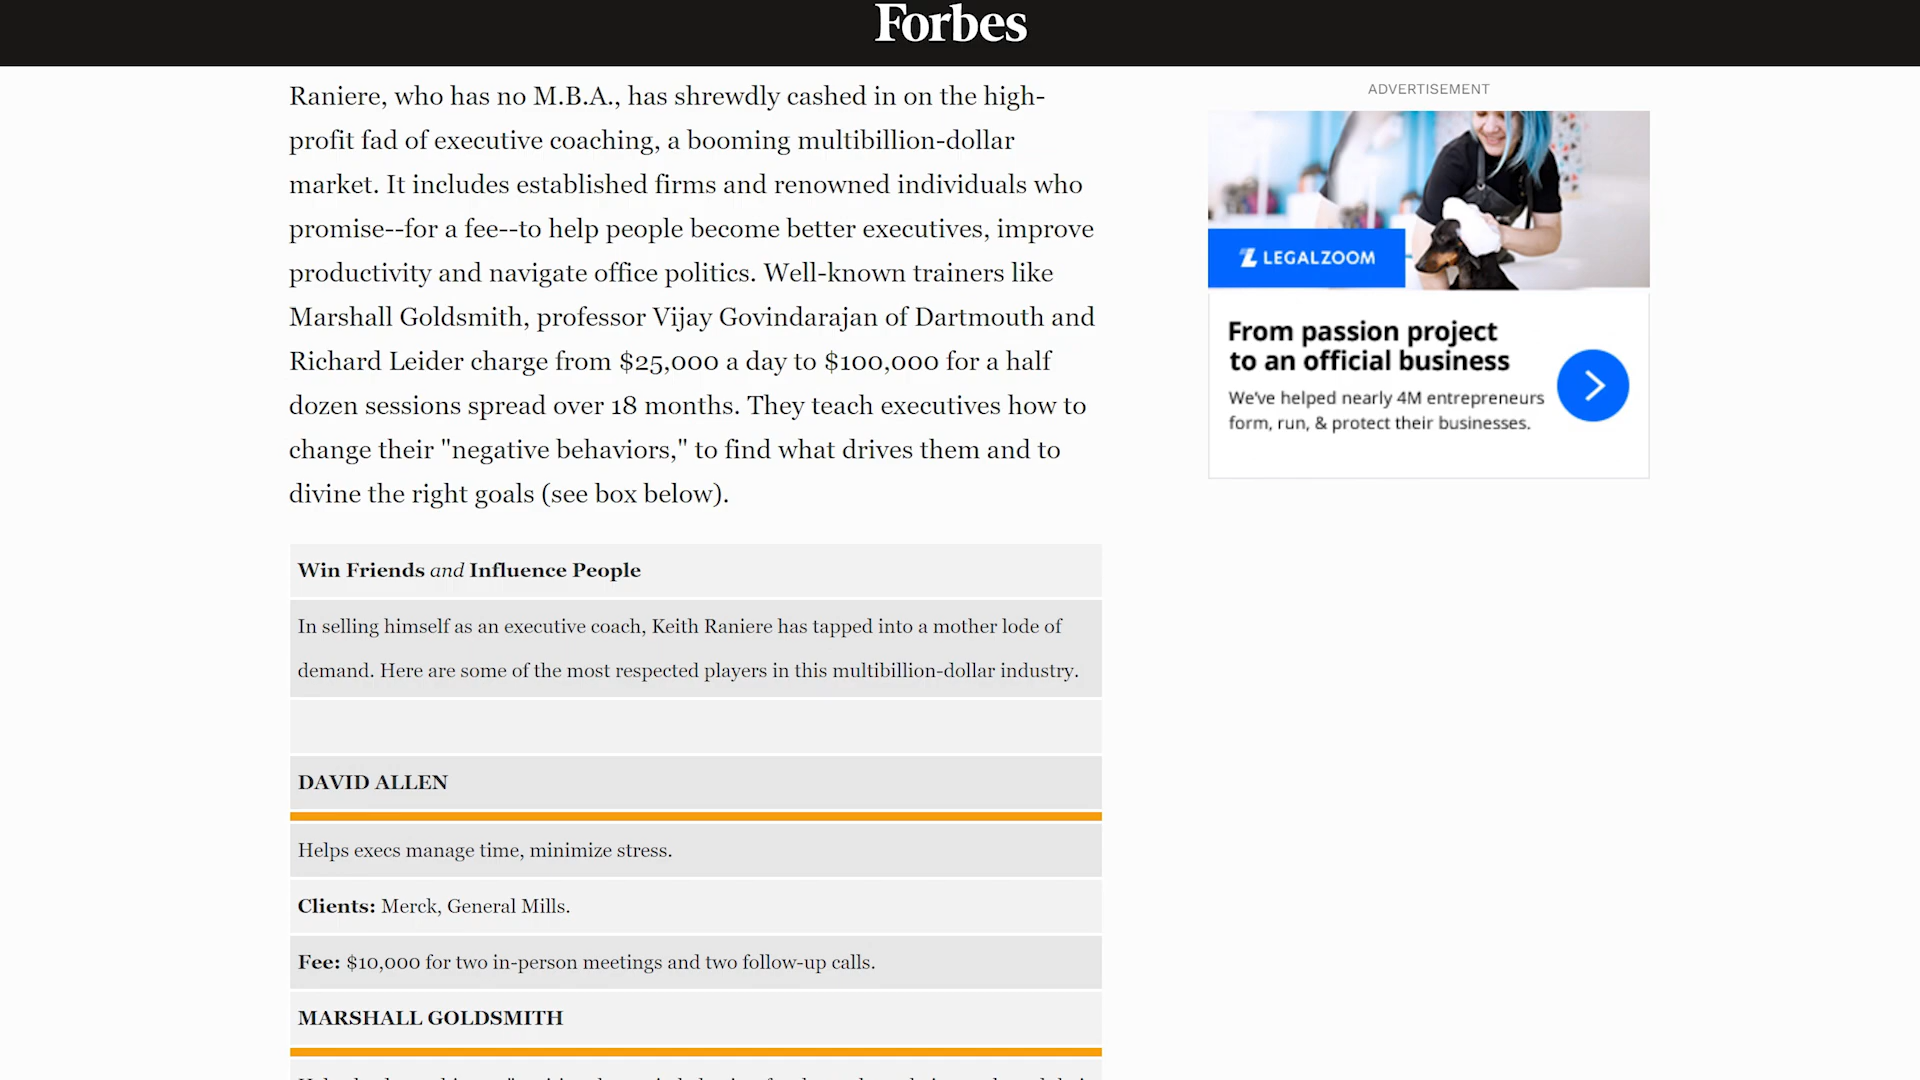 Forbes
Raniere, who has no M.B.A., has shrewdly cashed in on the high-
profit fad of executive coaching, a booming multibillion-dollar
market. It includes established firms and renowned individuals who
promise--for a fee--to help people become better executives, improve
productivity and navigate office politics. Well-known trainers like
Marshall Goldsmith, professor Vijay Govindarajan of Dartmouth and
Richard Leider charge from $25,000 a day to $100,000 for a half
dozen sessions spread over 18 months. They teach executives how to
change their "negative behaviors," to find what drives them and to
divine the right goals (see box below).
Win Friends and Influence People
In selling himself as an executive coach, Keith Raniere has tapped into a mother lode of
demand. Here are some of the most respected players in this multibillion-dollar industry.
DAVID ALLEN
Helps execs manage time, minimize stress.
Clients: Merck, General Mills.
Fee: $10,000 for two in-person meetings and two follow-up calls.
MARSHALL GOLDSMITH
ADVERTISEMENT
LEGALZOOM
From passion project
to an official business
We've helped nearly 4M entrepreneurs
form, run, & protect their businesses.